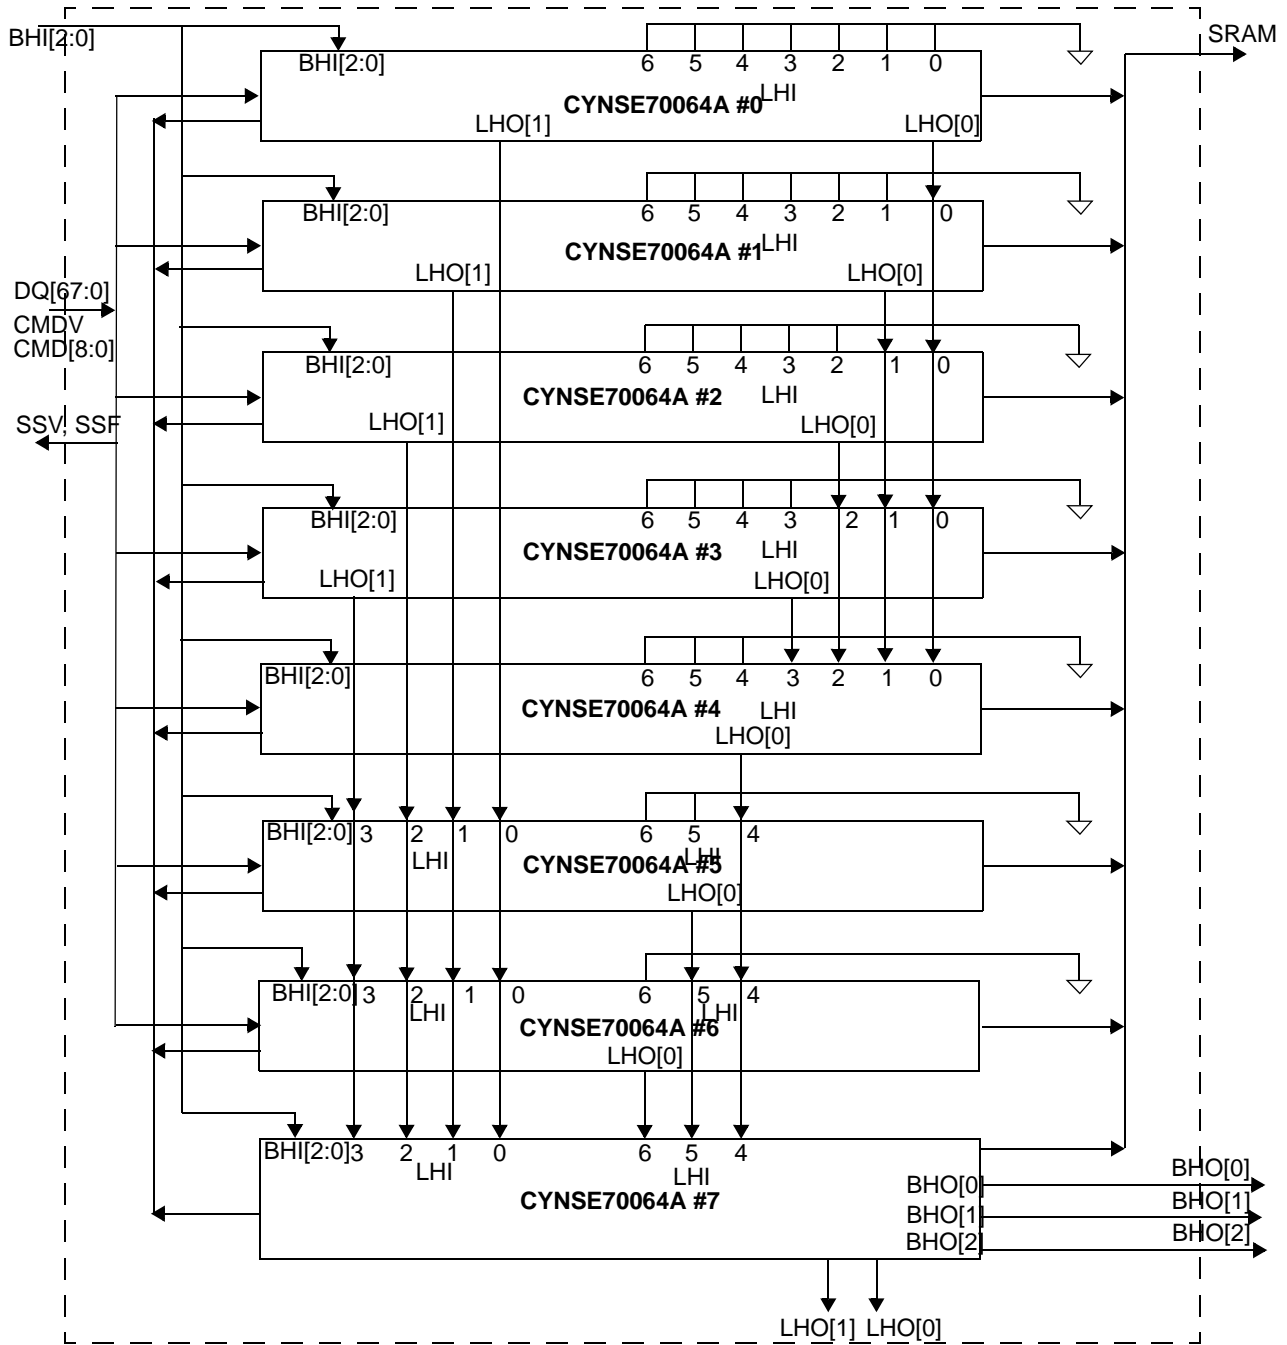 BHI[2:0]
SRAM
BHI[2:0] 6 5 4 3 2 1 0
LHI
CYNSE70064A #0
LHO[1] LHO[0]
BHI[2:0] 6 5 4 3 2 1 0
LHI
CYNSE70064A #1
LHO[1] LHO[0]
DQ[67:0]
CMDV
CMD[8:0]
BHI[2:0] 6 5 4 3 2 1 0
LHI
CYNSE70064A #2
LHO[1] LHO[0]
SSV, SSF
BHI[2:0] 6 5 4 3 2 1 0
LHI
CYNSE70064A #3
LHO[1] LHO[0]
BHI[2:0] 6 5 4 3 2 1 0
LHI
CYNSE70064A #4
LHO[0]
BHI[2:0] 3 2 1 0 6 5 4
LHI LHI
CYNSE70064A #5
LHO[0]
BHI[2:0] 3 2 1 0 6 5 4
LHI LHI
CYNSE70064A #6
LHO[0]
BHI[2:0] 3 2 1 0 6 5 4
LHI LHI
CYNSE70064A #7
BHO[0] BHO[0]
BHO[1] BHO[1]
BHO[2] BHO[2]
LHO[1] LHO[0]